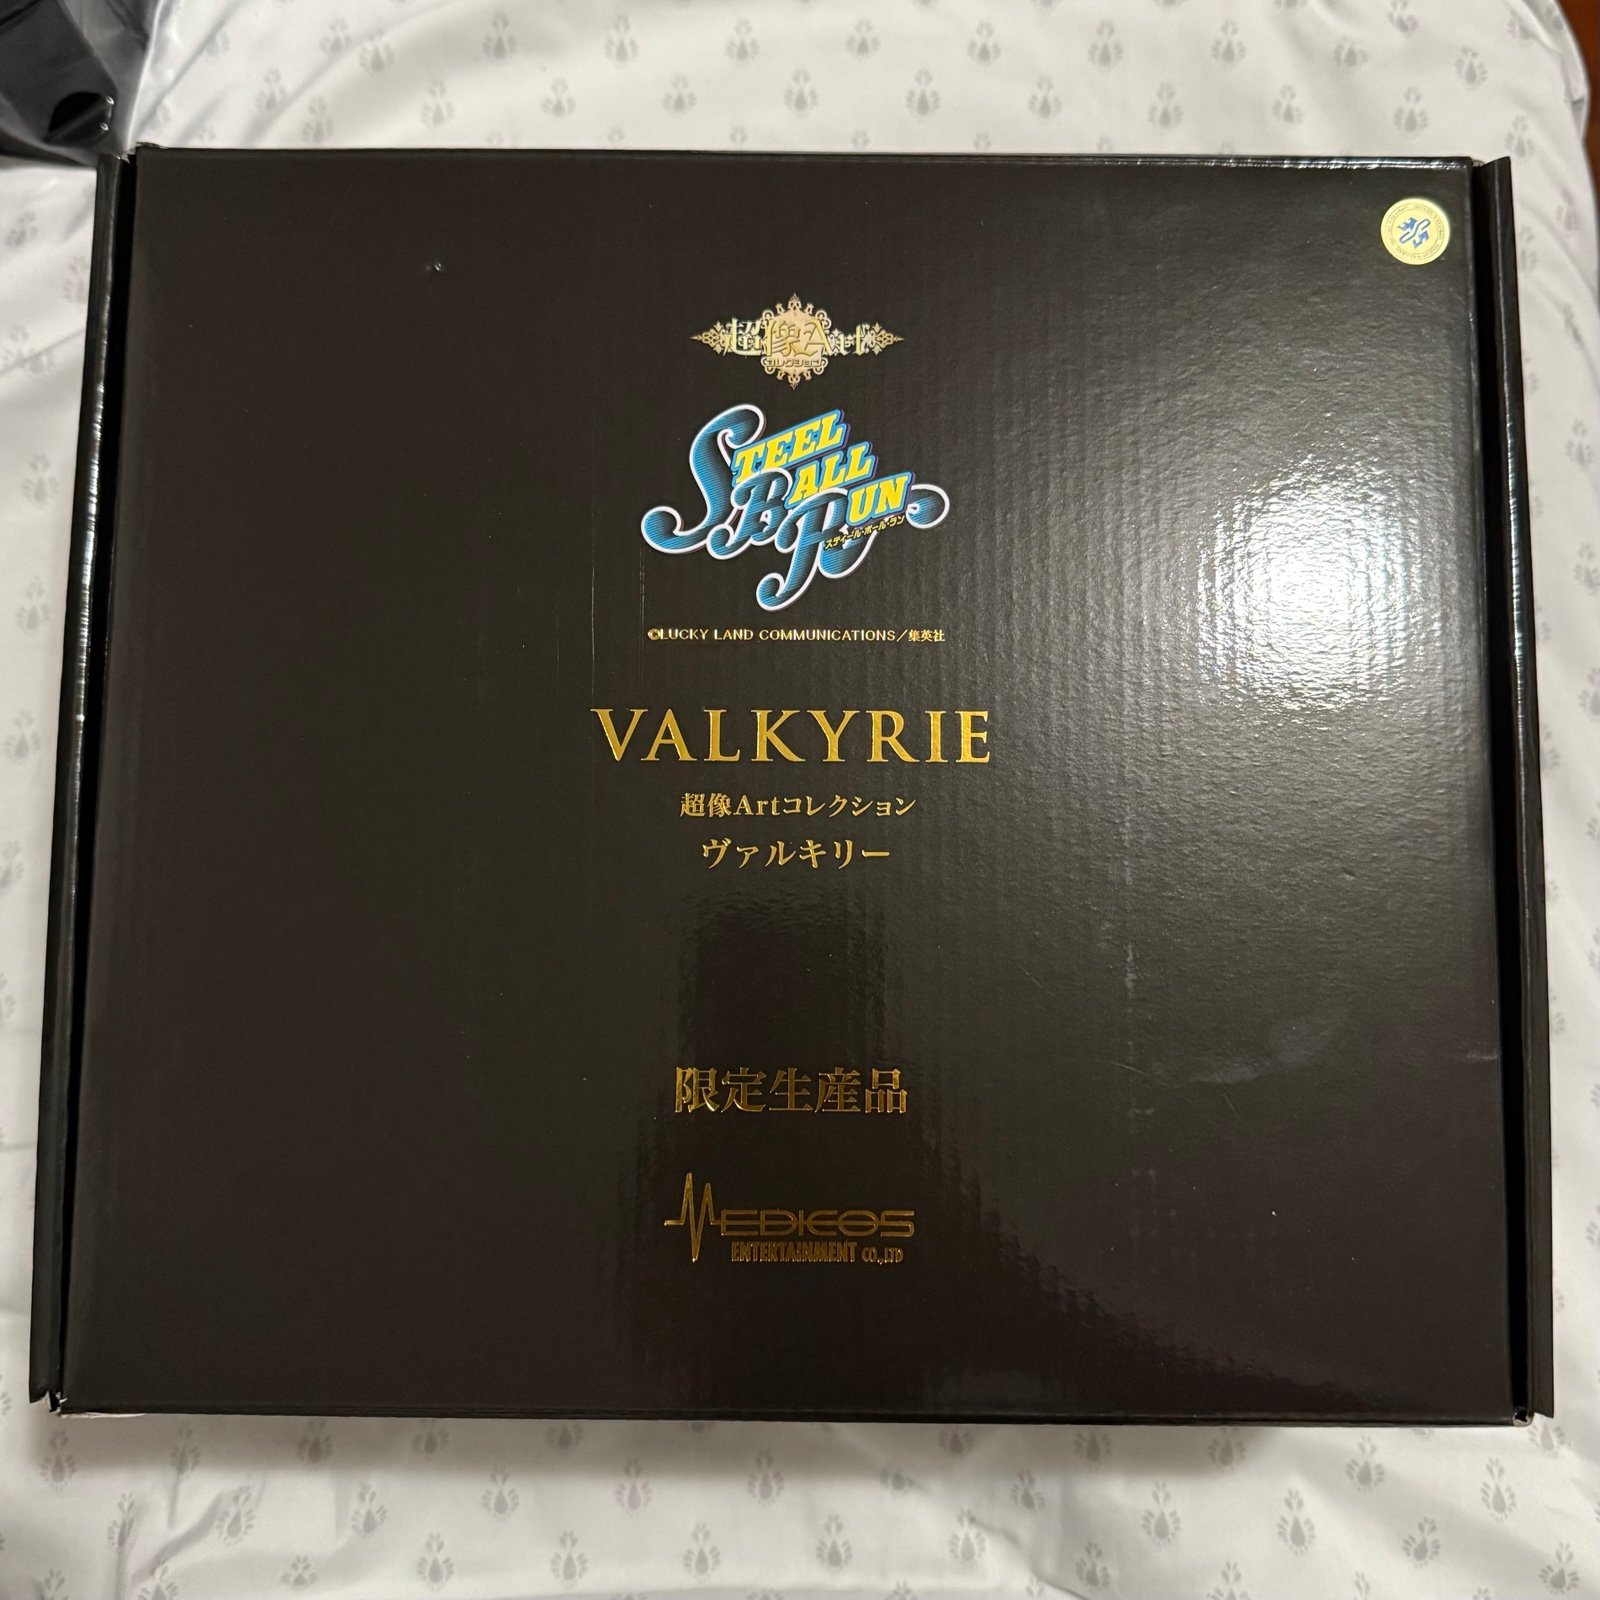 超像Art
コレクション
STEEL
BALL
RUN
スティール・ボール・ラン
©LUCKY LAND COMMUNICATIONS／集英社
VALKYRIE
超像Artコレクション
ヴァルキリー
限定生産品
MEDICOS
ENTERTAINMENT CO.,LTD